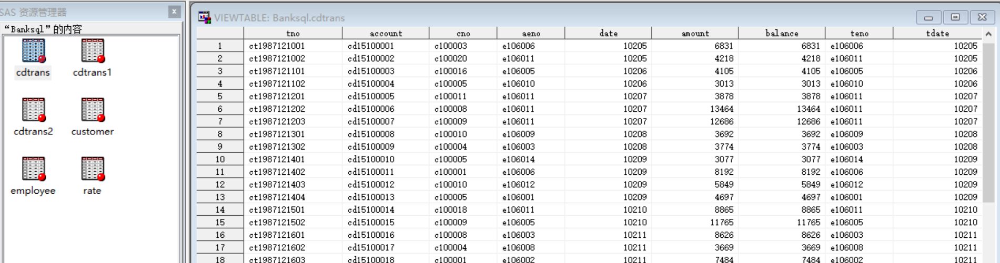 SAS 资源管理器
“Banksql”的内容
cdtrans cdtrans1
cdtrans2 customer
employee rate
VIEWTABLE: Banksql.cdtrans
tno account cno aeno date amount balance teno tdate
1 ct1987121001 cd15100001 c100003 e106006 10205 6831 6831 e106006 10205
2 ct1987121002 cd15100002 c100020 e106011 10205 4218 4218 e106011 10205
3 ct1987121101 cd15100003 c100016 e106005 10206 4105 4105 e106005 10206
4 ct1987121102 cd15100004 c100005 e106010 10206 3013 3013 e106010 10206
5 ct1987121201 cd15100005 c100011 e106011 10207 3878 3878 e106011 10207
6 ct1987121202 cd15100006 c100008 e106011 10207 13464 13464 e106011 10207
7 ct1987121203 cd15100007 c100009 e106011 10207 12686 12686 e106011 10207
8 ct1987121301 cd15100008 c100010 e106009 10208 3692 3692 e106009 10208
9 ct1987121302 cd15100009 c100004 e106003 10208 3774 3774 e106003 10208
10 ct1987121401 cd15100010 c100005 e106014 10209 3077 3077 e106014 10209
11 ct1987121402 cd15100011 c100001 e106006 10209 8192 8192 e106006 10209
12 ct1987121403 cd15100012 c100010 e106012 10209 5849 5849 e106012 10209
13 ct1987121404 cd15100013 c100005 e106001 10209 4697 4697 e106001 10209
14 ct1987121501 cd15100014 c100018 e106011 10210 8865 8865 e106011 10210
15 ct1987121502 cd15100015 c100009 e106005 10210 11765 11765 e106005 10210
16 ct1987121601 cd15100016 c100008 e106003 10211 8626 8626 e106003 10211
17 ct1987121602 cd15100017 c100004 e106008 10211 3669 3669 e106008 10211
18 ct1987121603 cd15100018 c100001 e106002 10211 7484 7484 e106002 10211